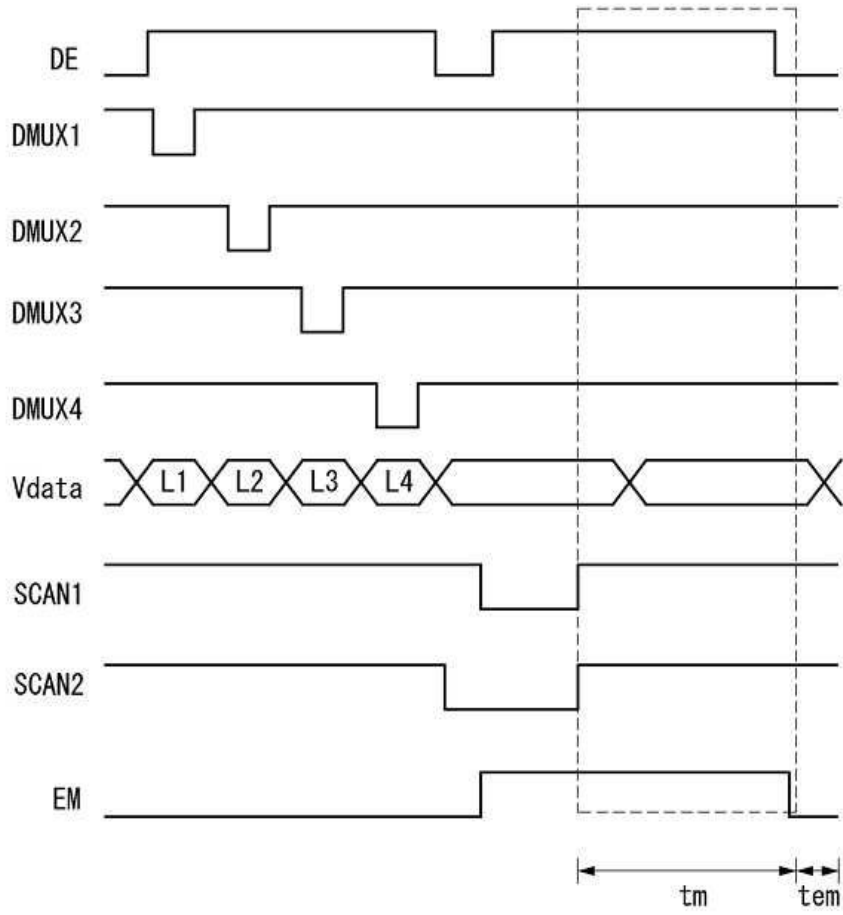 DE
DMUX1
DMUX2
DMUX3
DMUX4
Vdata L1 L2 L3 L4
SCAN1
SCAN2
EM
tm tem